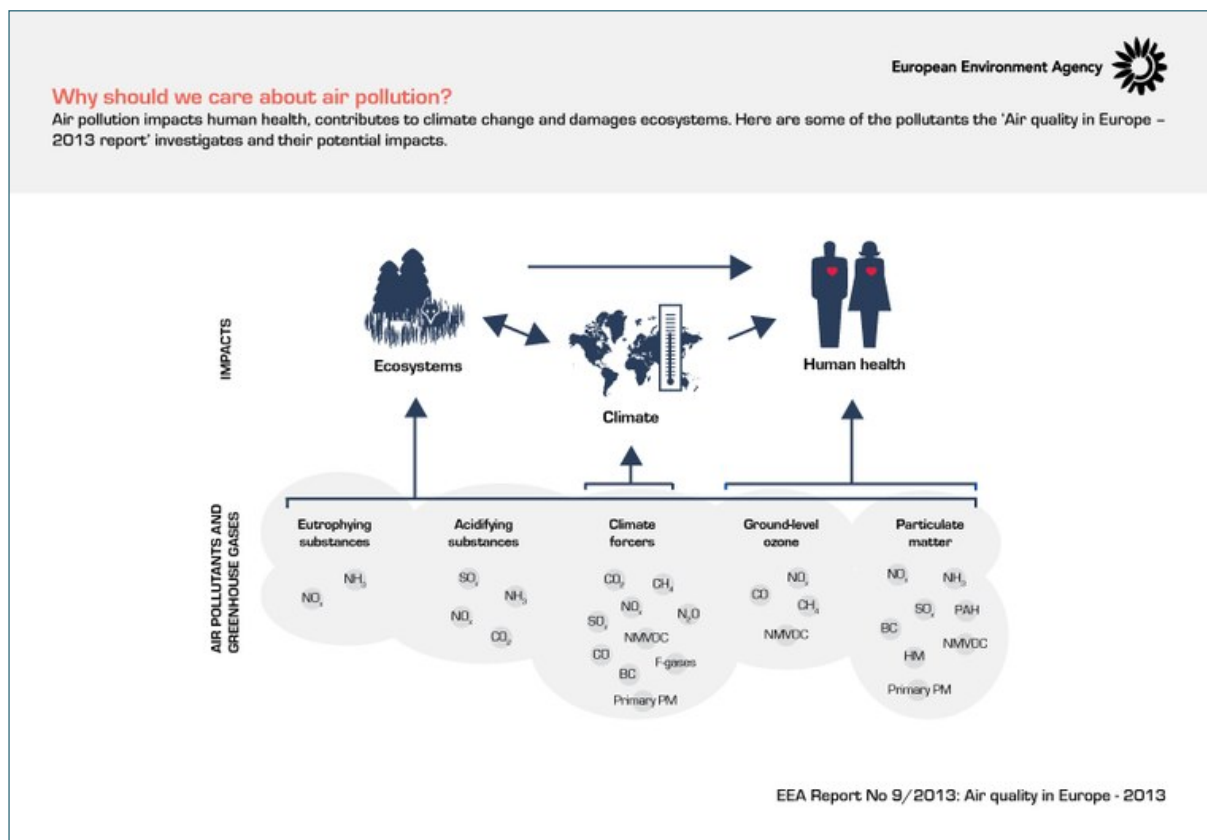 European Environment Agency
Why should we care about air pollution?
Air pollution impacts human health, contributes to climate change and damages ecosystems. Here are some of the pollutants the 'Air quality in Europe –
2013 report' investigates and their potential impacts.
IMPACTS
Ecosystems
Climate
Human health
AIR POLLUTANTS AND
GREENHOUSE GASES
Eutrophying
substances
NH₃
NOₓ
Acidifying
substances
SOₓ
NH₃
NOₓ
CO₂
Climate
forcers
CO₂
CH₄
NOₓ
N₂O
SOₓ
NMVOC
CO
F-gases
BC
Primary PM
Ground-level
ozone
NOₓ
CO
CH₄
NMVOC
Particulate
matter
NOₓ
NH₃
SOₓ
PAH
BC
NMVOC
HM
Primary PM
EEA Report No 9/2013: Air quality in Europe - 2013